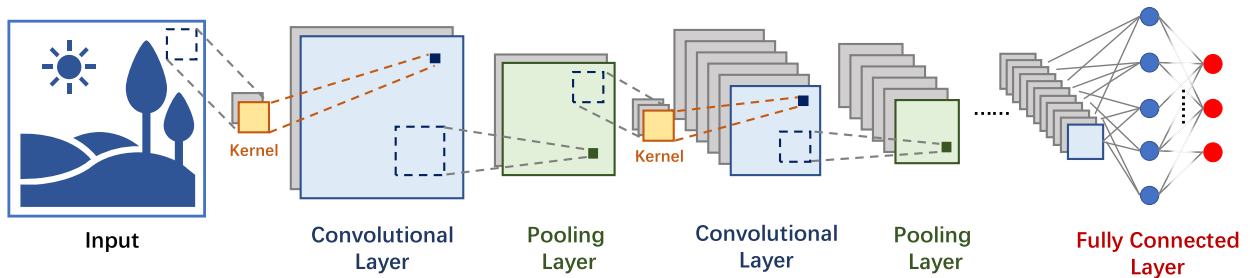 Kernel
Kernel
Input
Convolutional
Layer
Pooling
Layer
Convolutional
Layer
Pooling
Layer
......
Fully Connected
Layer